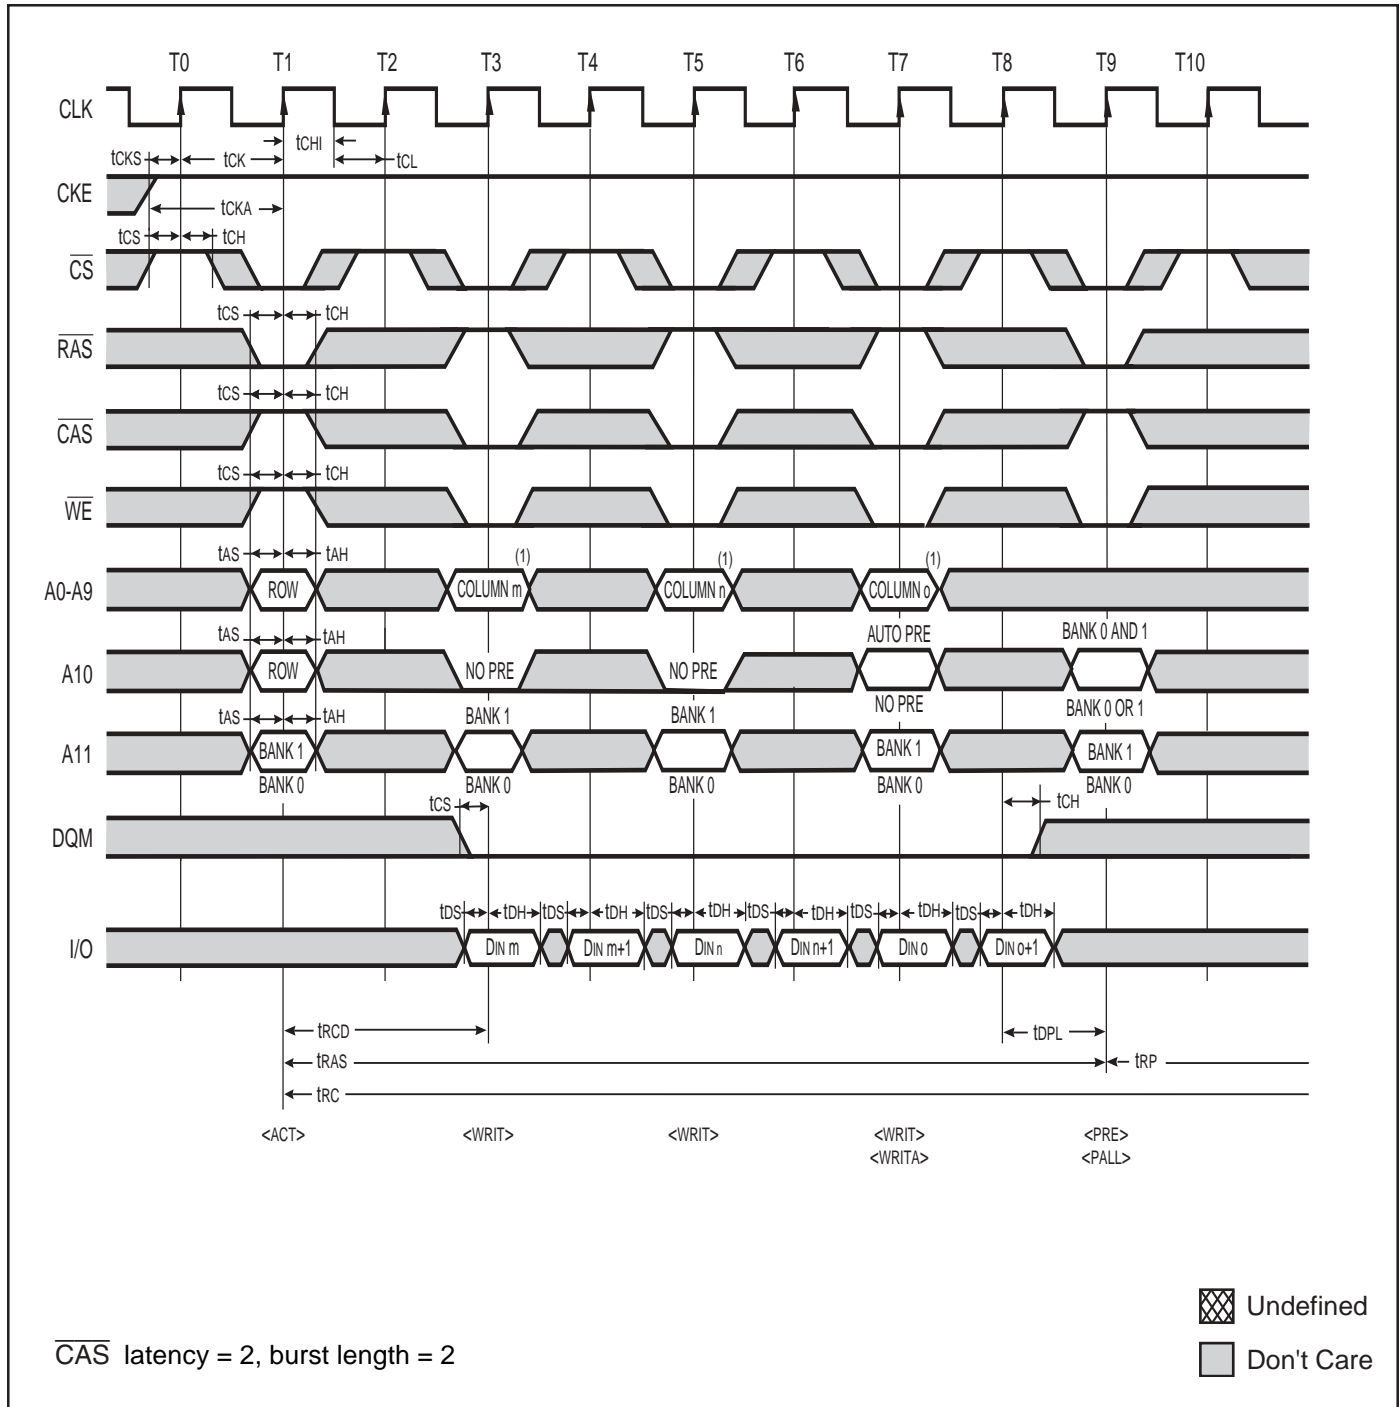 T0 T1 T2 T3 T4 T5 T6 T7 T8 T9 T10
CLK
tCHI
tCKS tCK tCL
CKE
tCKA
tCS tCH
CS
tCS tCH
RAS
tCS tCH
CAS
tCS tCH
WE
tAS tAH (1) (1) (1)
A0-A9 ROW COLUMN m COLUMN n COLUMN o
tAS tAH AUTO PRE BANK 0 AND 1
A10 ROW NO PRE NO PRE
NO PRE BANK 0 OR 1
tAS tAH BANK 1 BANK 1
A11 BANK 1 BANK 1 BANK 1
BANK 0 BANK 0 BANK 0 BANK 0 BANK 0
tCS tCH
DQM
tDS tDH tDS tDH tDS tDH tDS tDH tDS tDH tDS tDH
I/O DIN m DIN m+1 DIN n DIN n+1 DIN o DIN o+1
tRCD tDPL
tRAS tRP
tRC
<ACT> <WRIT> <WRIT> <WRIT> <PRE>
<WRITA> <PALL>
Undefined
CAS latency = 2, burst length = 2
Don't Care